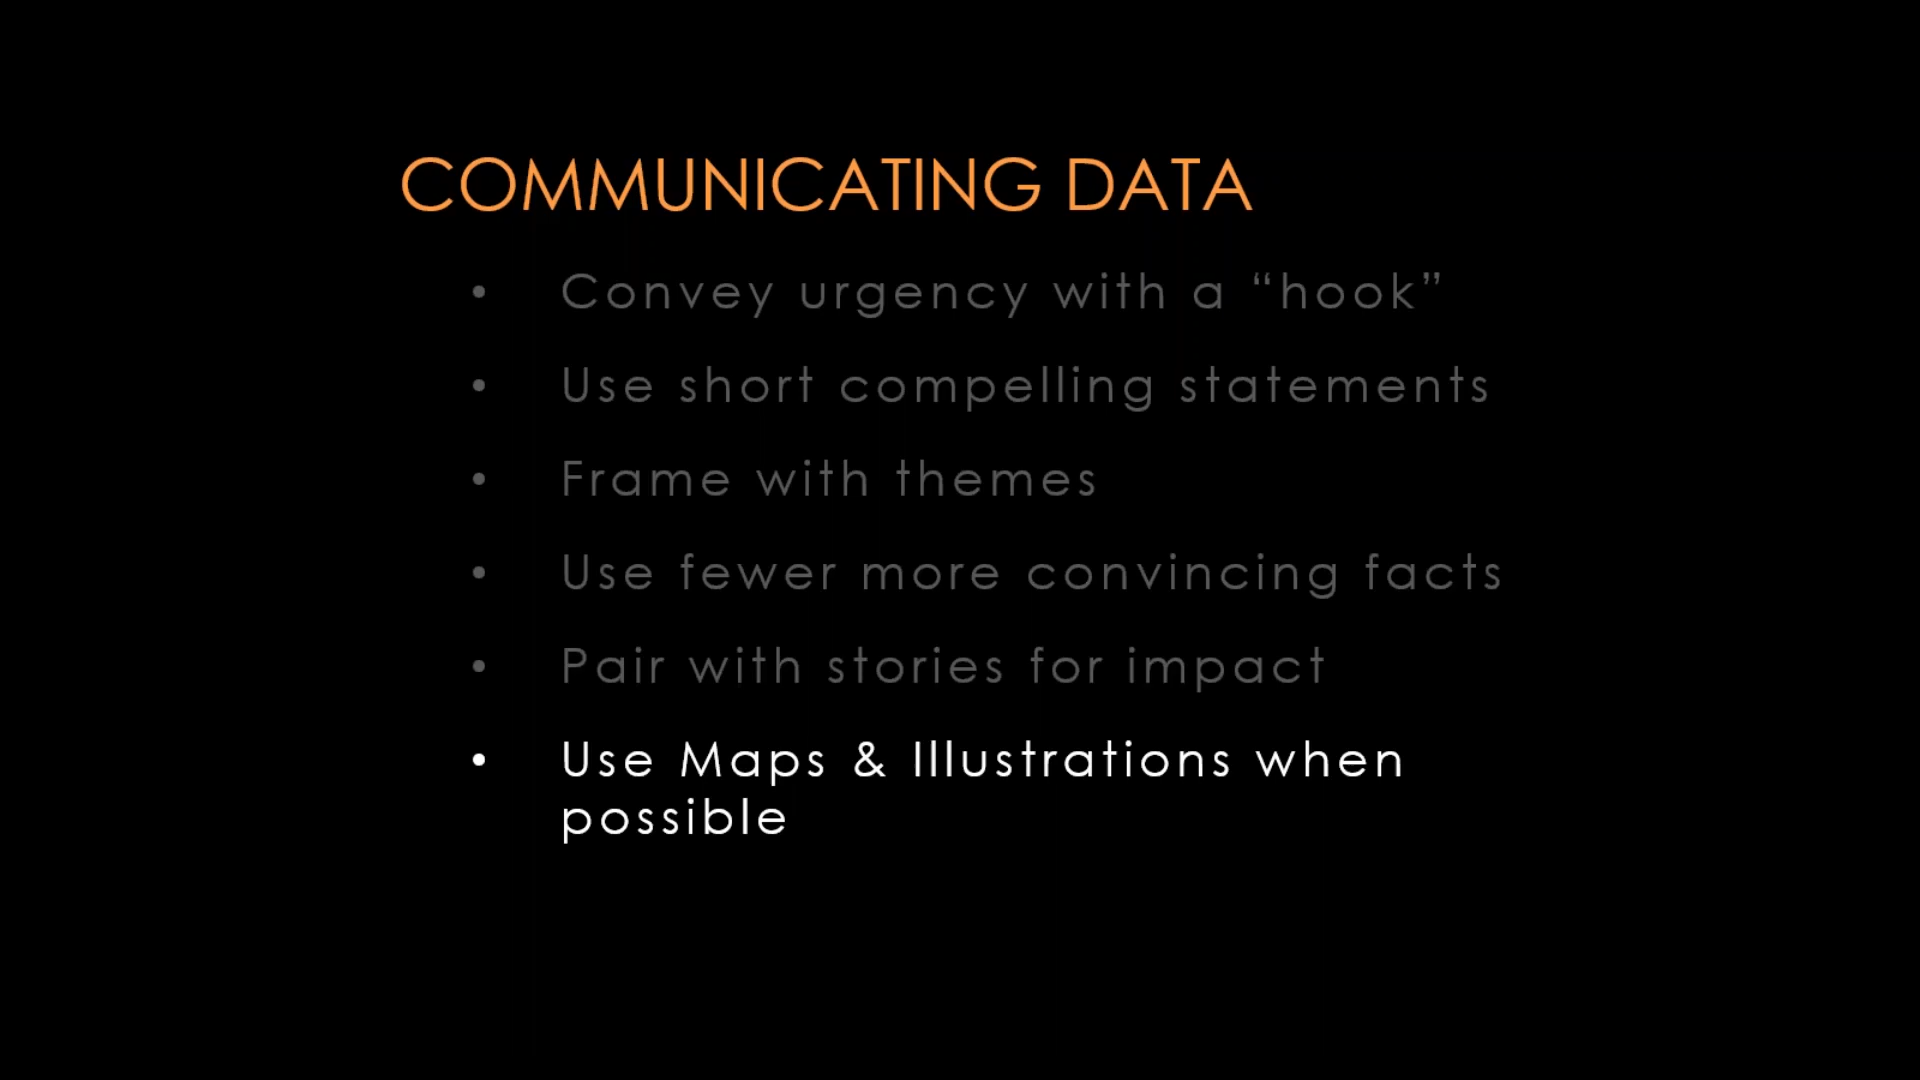 COMMUNICATING DATA
• Convey urgency with a “hook”
• Use short compelling statements
• Frame with themes
• Use fewer more convincing facts
• Pair with stories for impact
• Use Maps & Illustrations when
possible